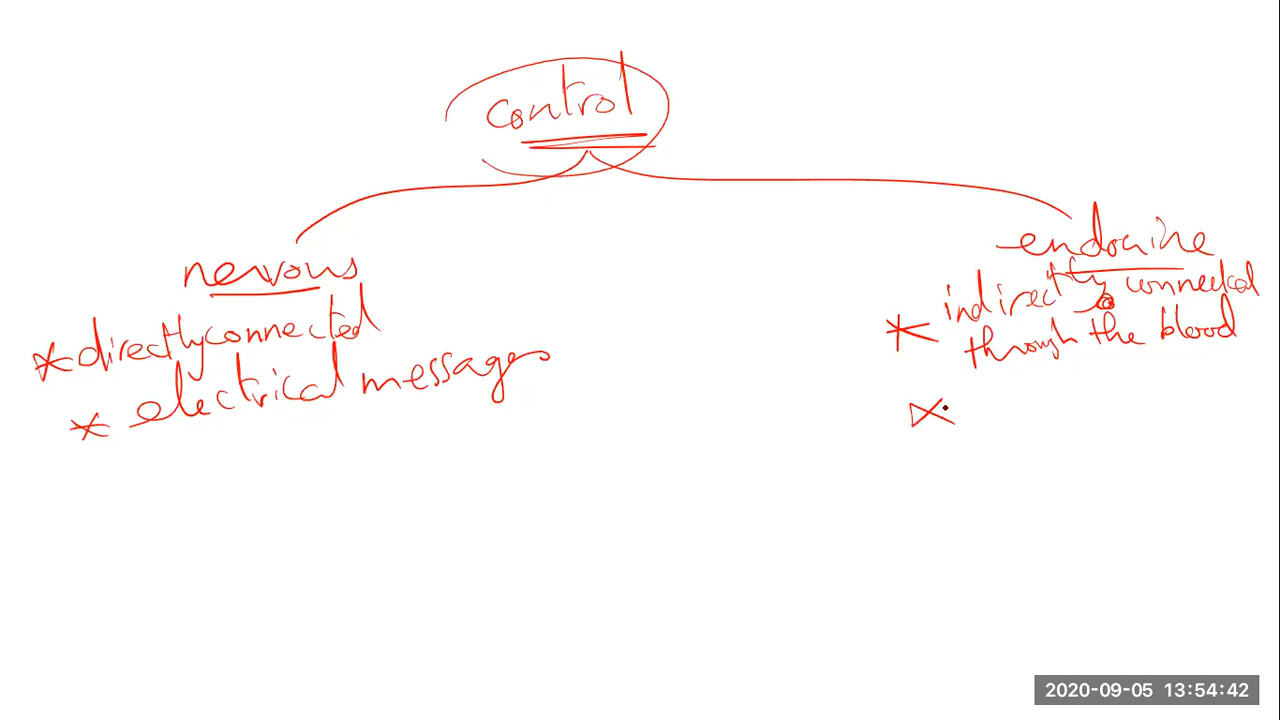 control
nervous
* directly connected
* electrical messages
endocrine
* indirectly connected
through the blood
*
2020-09-05 13:54:42